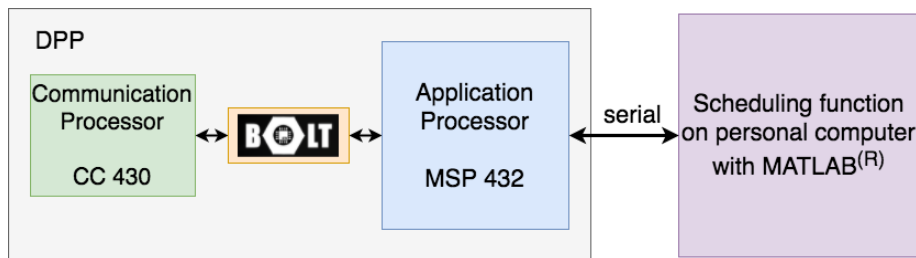 DPP
Communication
Processor
CC 430
BOLT
Application
Processor
MSP 432
serial
Scheduling function
on personal computer
with MATLAB(R)